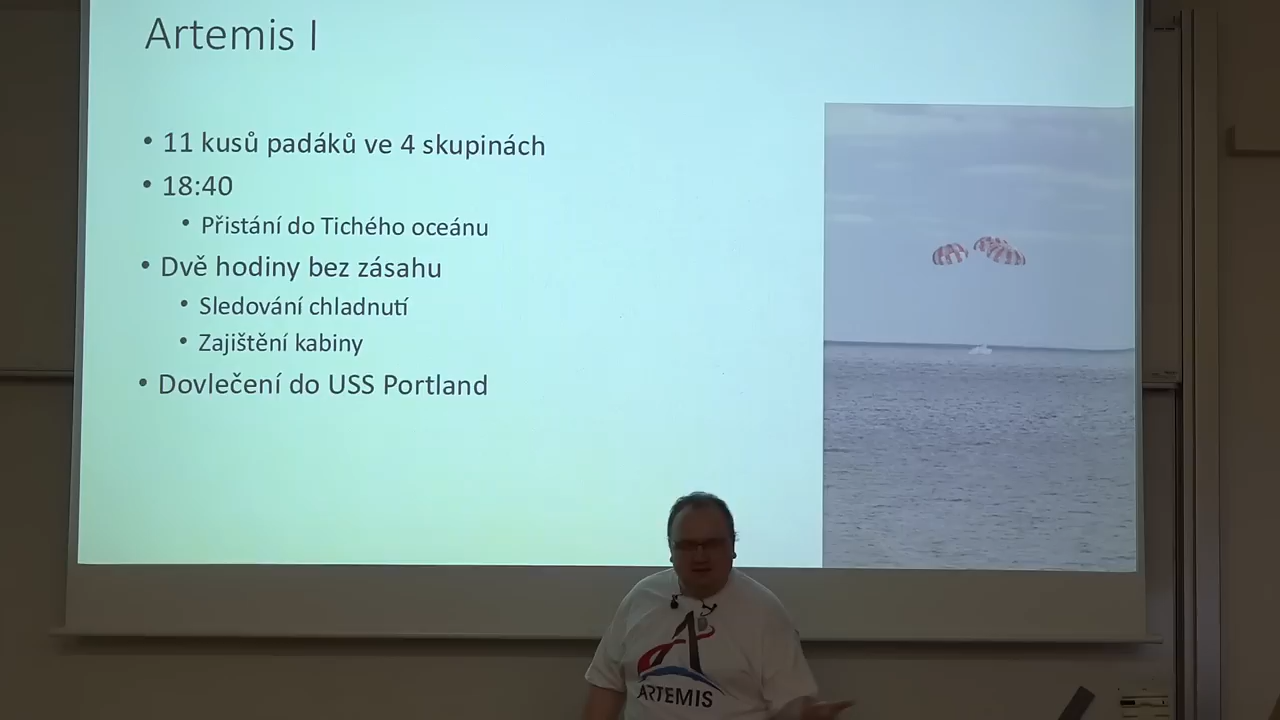 Artemis I
• 11 kusů padáků ve 4 skupinách
• 18:40
• Přistání do Tichého oceánu
• Dvě hodiny bez zásahu
• Sledování chladnutí
• Zajištění kabiny
• Dovlečení do USS Portland
ARTEMIS